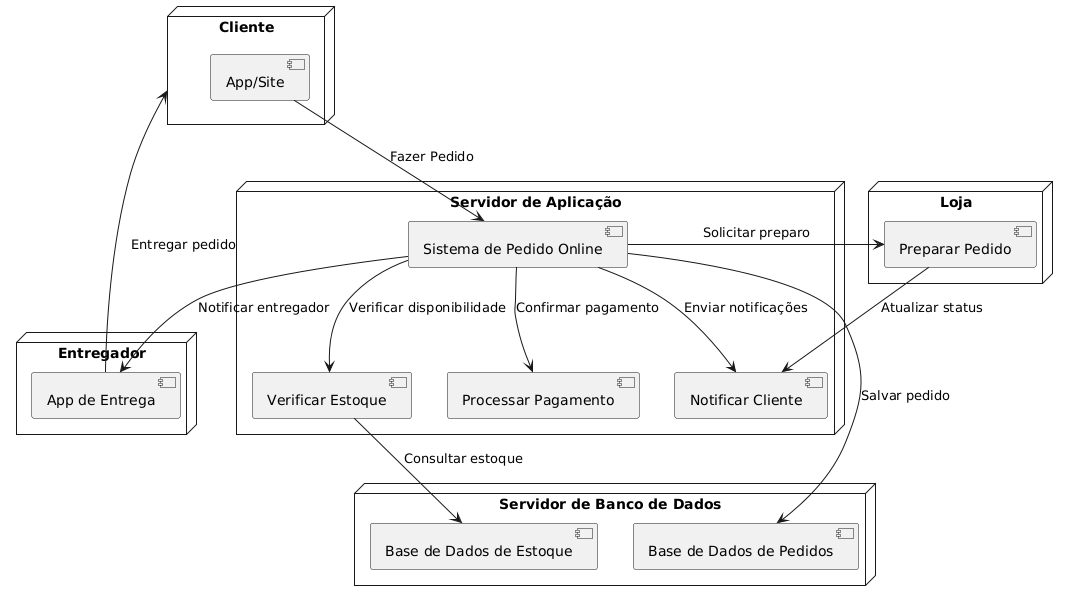 Cliente
App/Site
Fazer Pedido
Servidor de Aplicação
Loja
Solicitar preparo
Sistema de Pedido Online
Preparar Pedido
Entregar pedido
Notificar entregador
Verificar disponibilidade
Confirmar pagamento
Enviar notificações
Atualizar status
Entregador
App de Entrega
Verificar Estoque
Processar Pagamento
Notificar Cliente
Salvar pedido
Consultar estoque
Servidor de Banco de Dados
Base de Dados de Estoque
Base de Dados de Pedidos